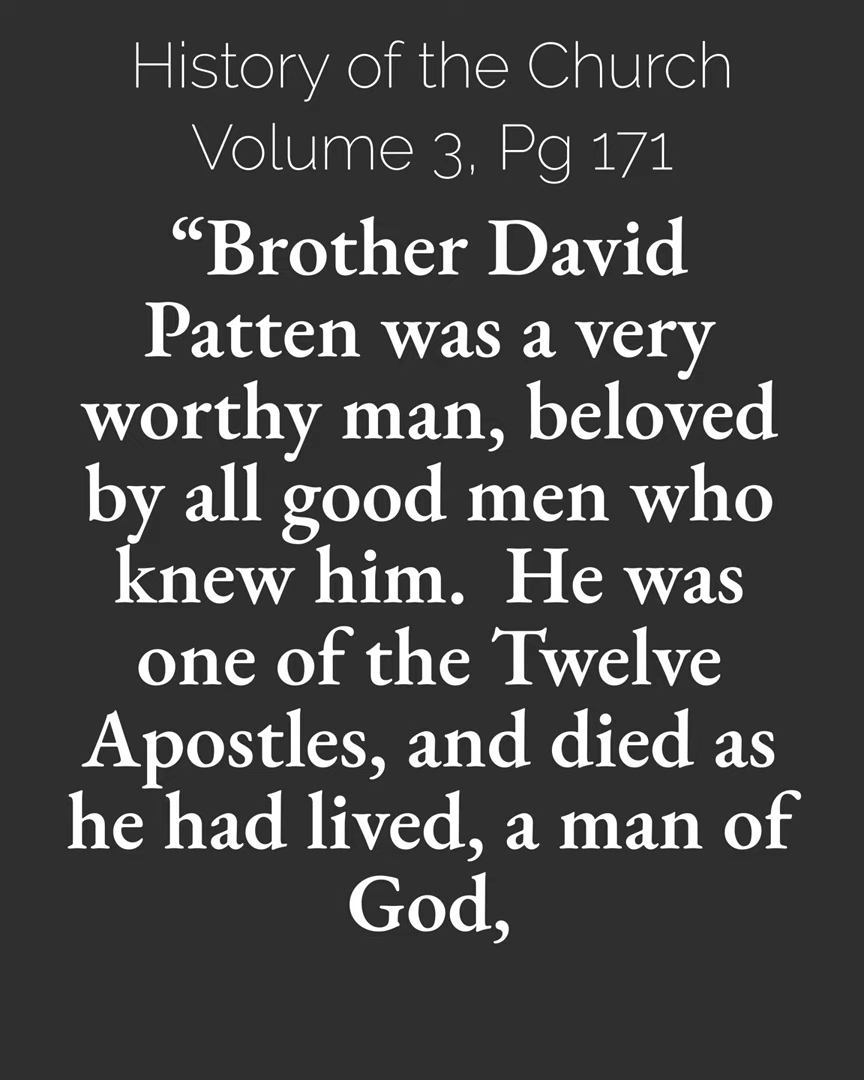 History of the Church
Volume 3, Pg 171
“Brother David
Patten was a very
worthy man, beloved
by all good men who
knew him.  He was
one of the Twelve
Apostles, and died as
he had lived, a man of
God,